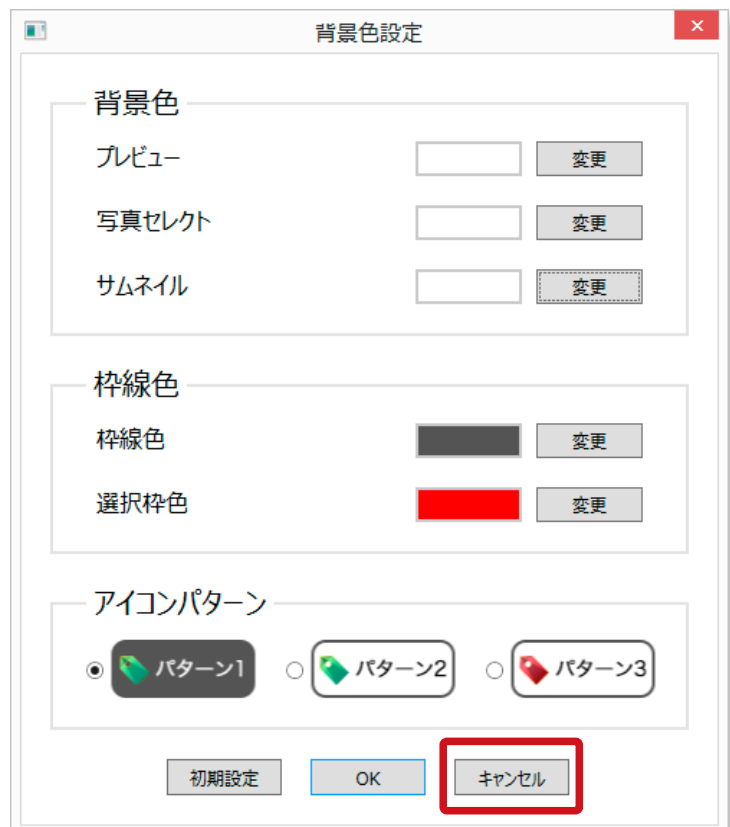 背景色設定
背景色
プレビュー 変更
写真セレクト 変更
サムネイル 変更
枠線色
枠線色 変更
選択枠色 変更
アイコンパターン
パターン1 パターン2 パターン3
初期設定 OK キャンセル